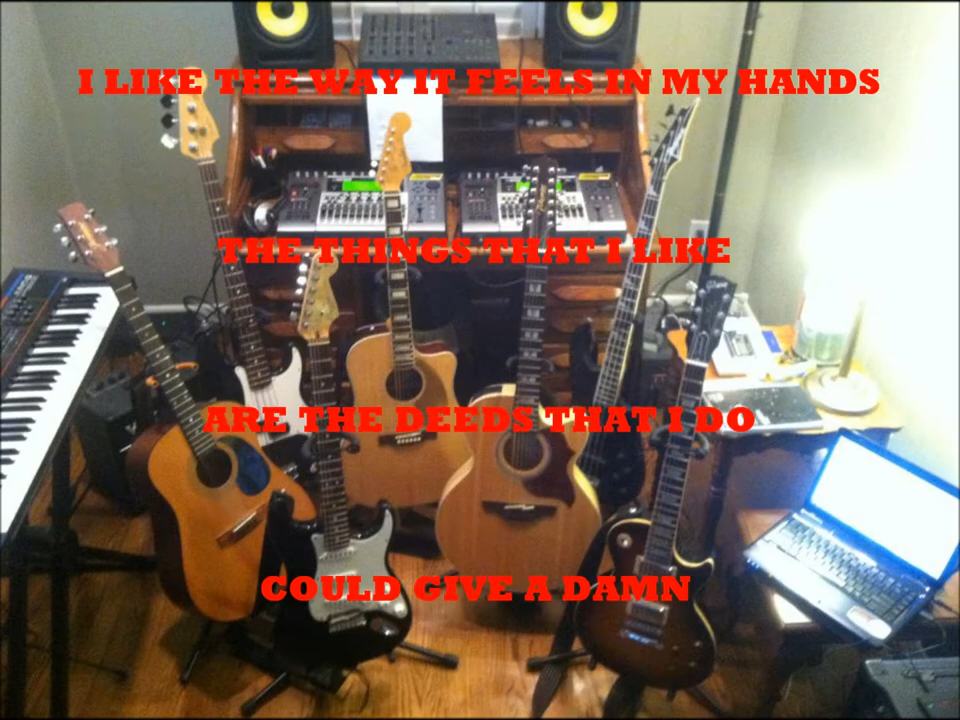 I LIKE THE WAY IT FEELS IN MY HANDS
THE THINGS THAT I LIKE
ARE THE DEEDS THAT I DO
COULD GIVE A DAMN